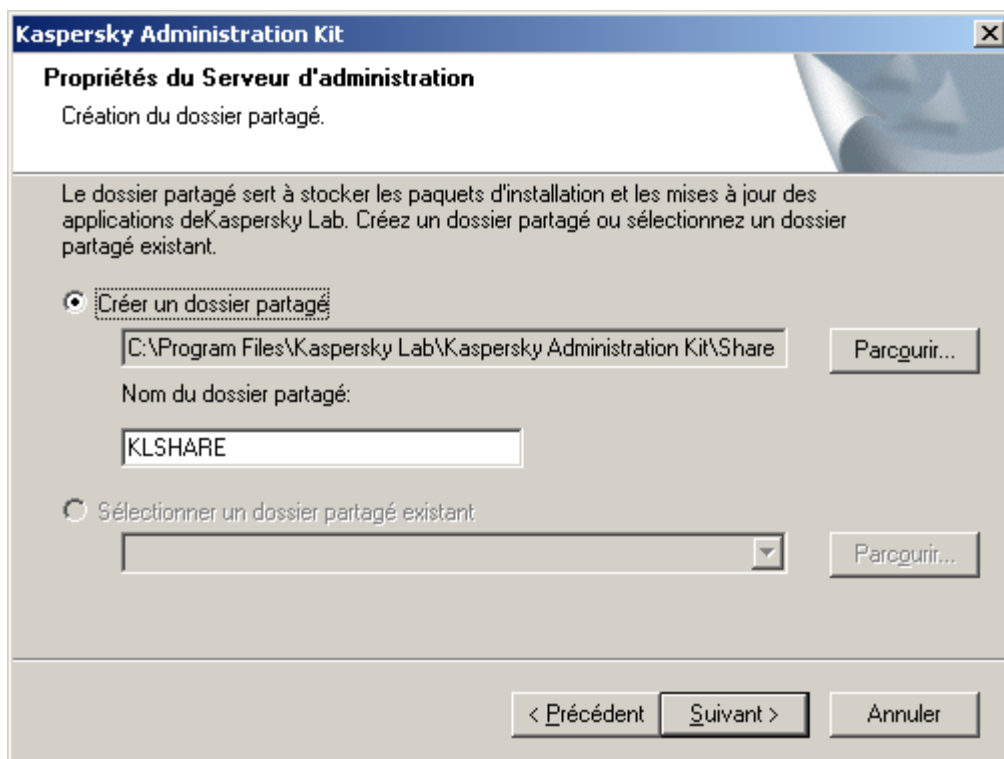 Kaspersky Administration Kit
Propriétés du Serveur d'administration
Création du dossier partagé.
Le dossier partagé sert à stocker les paquets d'installation et les mises à jour des
applications deKaspersky Lab. Créez un dossier partagé ou sélectionnez un dossier
partagé existant.
Créer un dossier partagé
C:\Program Files\Kaspersky Lab\Kaspersky Administration Kit\Share
Parcourir...
Nom du dossier partagé:
KLSHARE
Sélectionner un dossier partagé existant
Parcourir...
< Précédent
Suivant >
Annuler